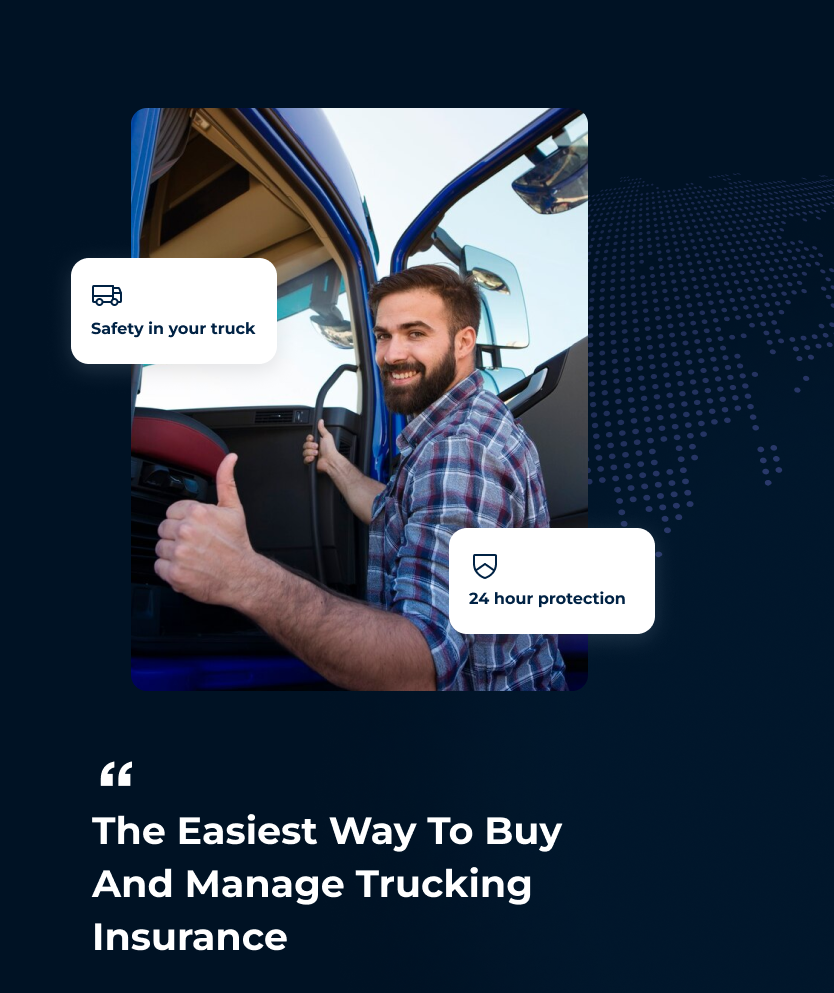 Safety in your truck
24 hour protection
“
The Easiest Way To Buy
And Manage Trucking
Insurance